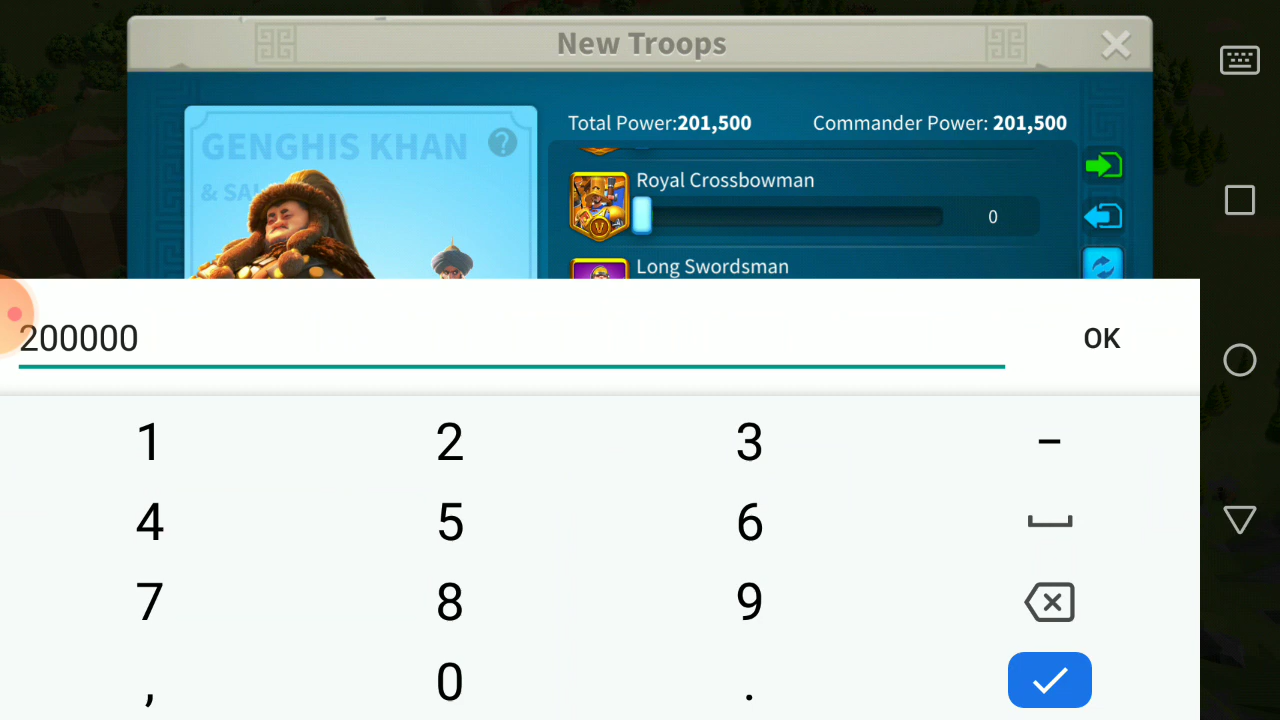 New Troops
GENGHIS KHAN
& SAL
Total Power:201,500
Commander Power: 201,500
Royal Crossbowman
0
V
Long Swordsman
200000
OK
1 2 3 -
4 5 6
7 8 9
, 0 .